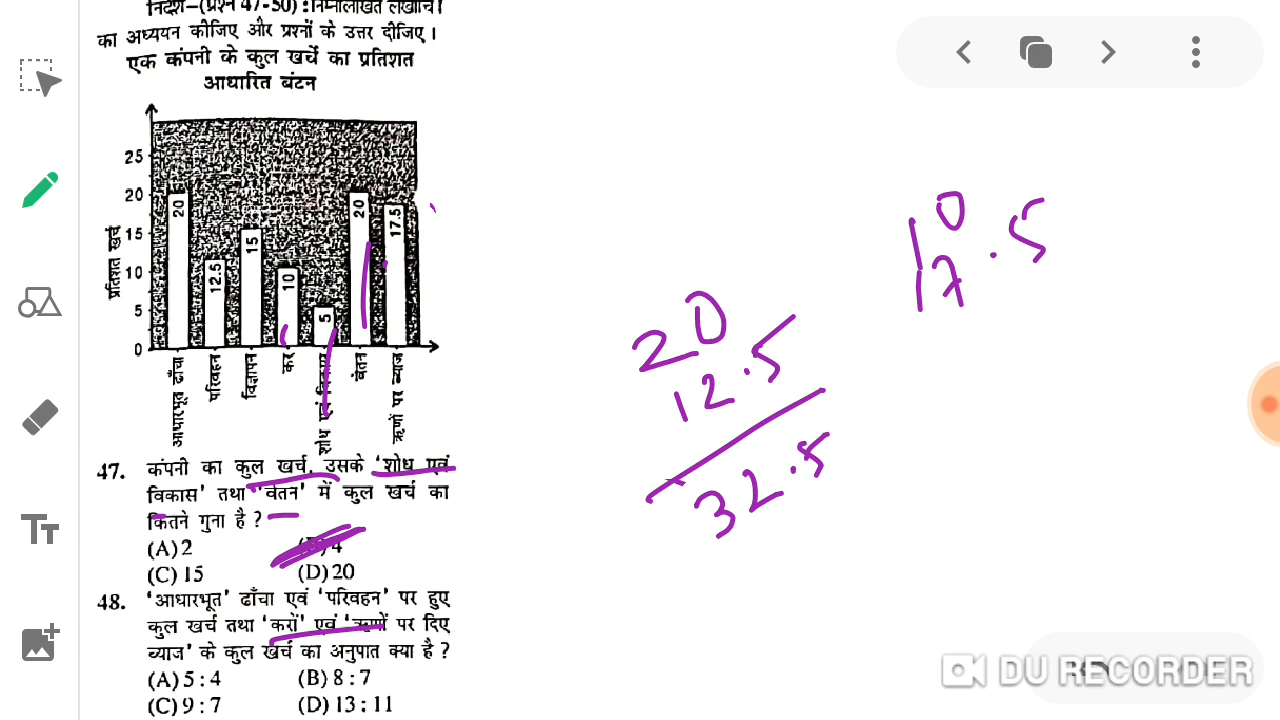 निर्देश–(प्रश्न 47-50) : निम्नलिखित लेखाचित्र
का अध्ययन कीजिए और प्रश्नों के उत्तर दीजिए।
एक कंपनी के कुल खर्चे का प्रतिशत
आधारित बंटन
प्रतिशत खर्च
25
20
15
10
5
0
20
12.5
15
10
5
20
17.5
आधारभूत ढाँचा
परिवहन
विज्ञापन
कर
शोध एवं विकास
वेतन
ऋणों पर ब्याज
47. कंपनी का कुल खर्च, उसके 'शोध एवं
विकास' तथा 'वेतन' में कुल खर्च का
कितने गुना है ?
(A) 2 4
(C) 15 (D) 20
48. 'आधारभूत' ढाँचा एवं 'परिवहन' पर हुए
कुल खर्च तथा 'करों' एवं 'ऋणों पर दिए
ब्याज' के कुल खर्च का अनुपात क्या है ?
(A) 5 : 4 (B) 8 : 7
(C) 9 : 7 (D) 13 : 11
20
12.5
32.5
10
17.5
Tт
DU RECORDER